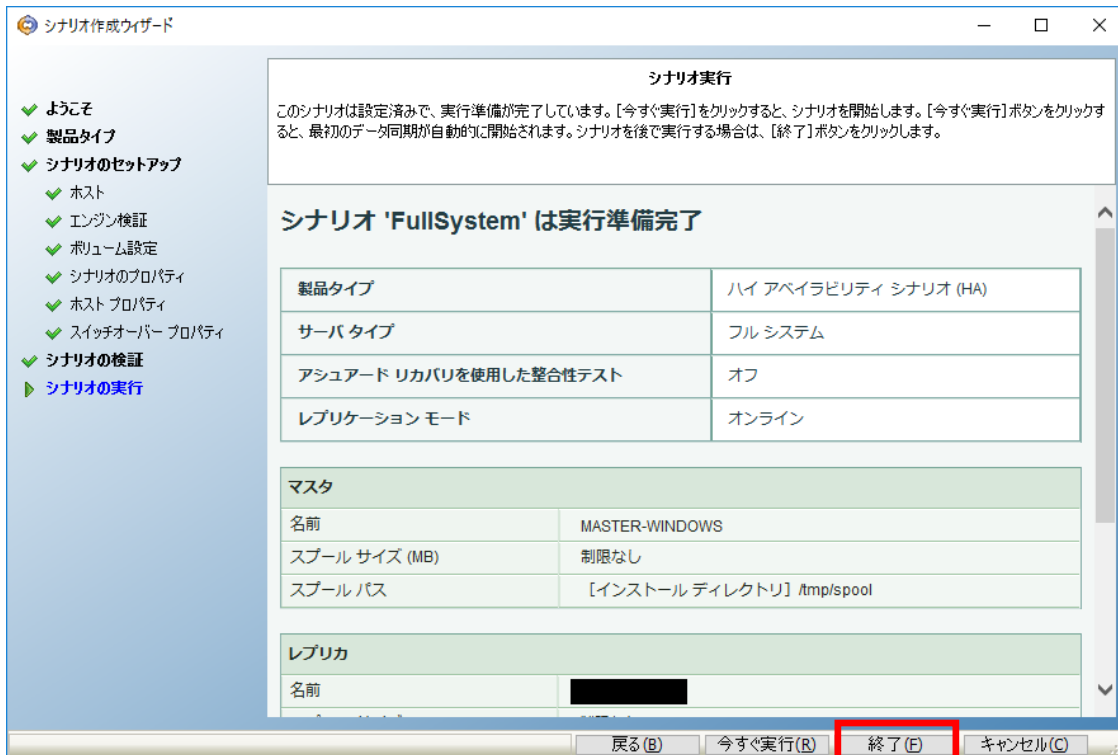 シナリオ作成ウィザード
ようこそ
製品タイプ
シナリオのセットアップ
ホスト
エンジン検証
ボリューム設定
シナリオのプロパティ
ホスト プロパティ
スイッチオーバー プロパティ
シナリオの検証
シナリオの実行
シナリオ実行
このシナリオは設定済みで、実行準備が完了しています。[今すぐ実行]をクリックすると、シナリオを開始します。[今すぐ実行]ボタンをクリックす
ると、最初のデータ同期が自動的に開始されます。シナリオを後で実行する場合は、[終了]ボタンをクリックします。
シナリオ 'FullSystem' は実行準備完了
製品タイプ ハイ アベイラビリティ シナリオ (HA)
サーバ タイプ フル システム
アシュアード リカバリを使用した整合性テスト オフ
レプリケーション モード オンライン
マスタ
名前 MASTER-WINDOWS
スプール サイズ (MB) 制限なし
スプール パス [インストール ディレクトリ] /tmp/spool
レプリカ
名前
戻る(B) 今すぐ実行(R) 終了(F) キャンセル(C)